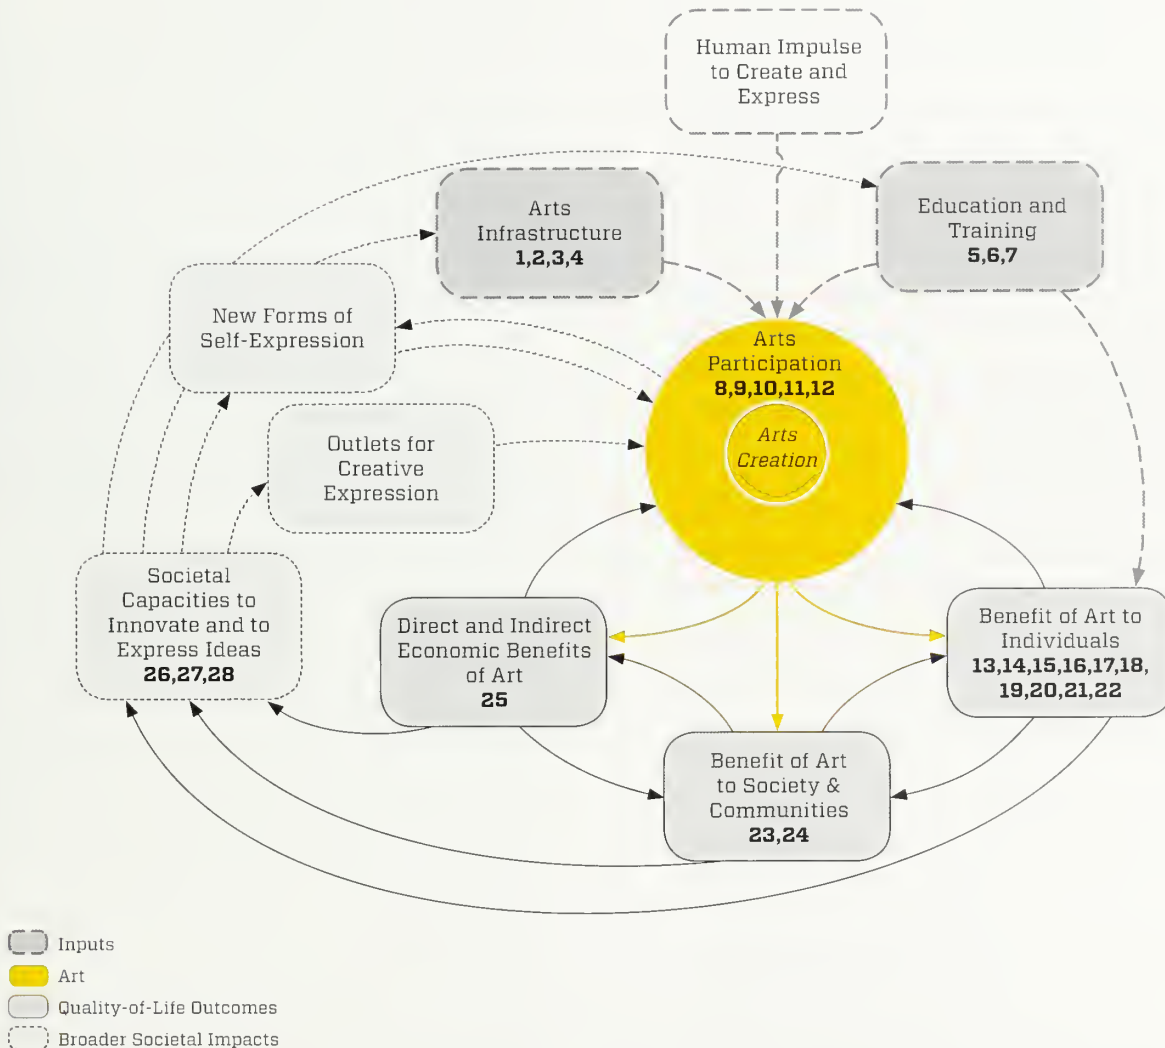 Human Impulse
to Create and
Express
Arts
Infrastructure
1,2,3,4
Education and
Training
5,6,7
New Forms of
Self-Expression
Arts
Participation
8,9,10,11,12
Arts
Creation
Outlets for
Creative
Expression
Societal
Capacities to
Innovate and to
Express Ideas
26,27,28
Direct and Indirect
Economic Benefits
of Art
25
Benefit of Art to
Individuals
13,14,15,16,17,18,
19,20,21,22
Benefit of Art
to Society &
Communities
23,24
Inputs
Art
Quality-of-Life Outcomes
Broader Societal Impacts